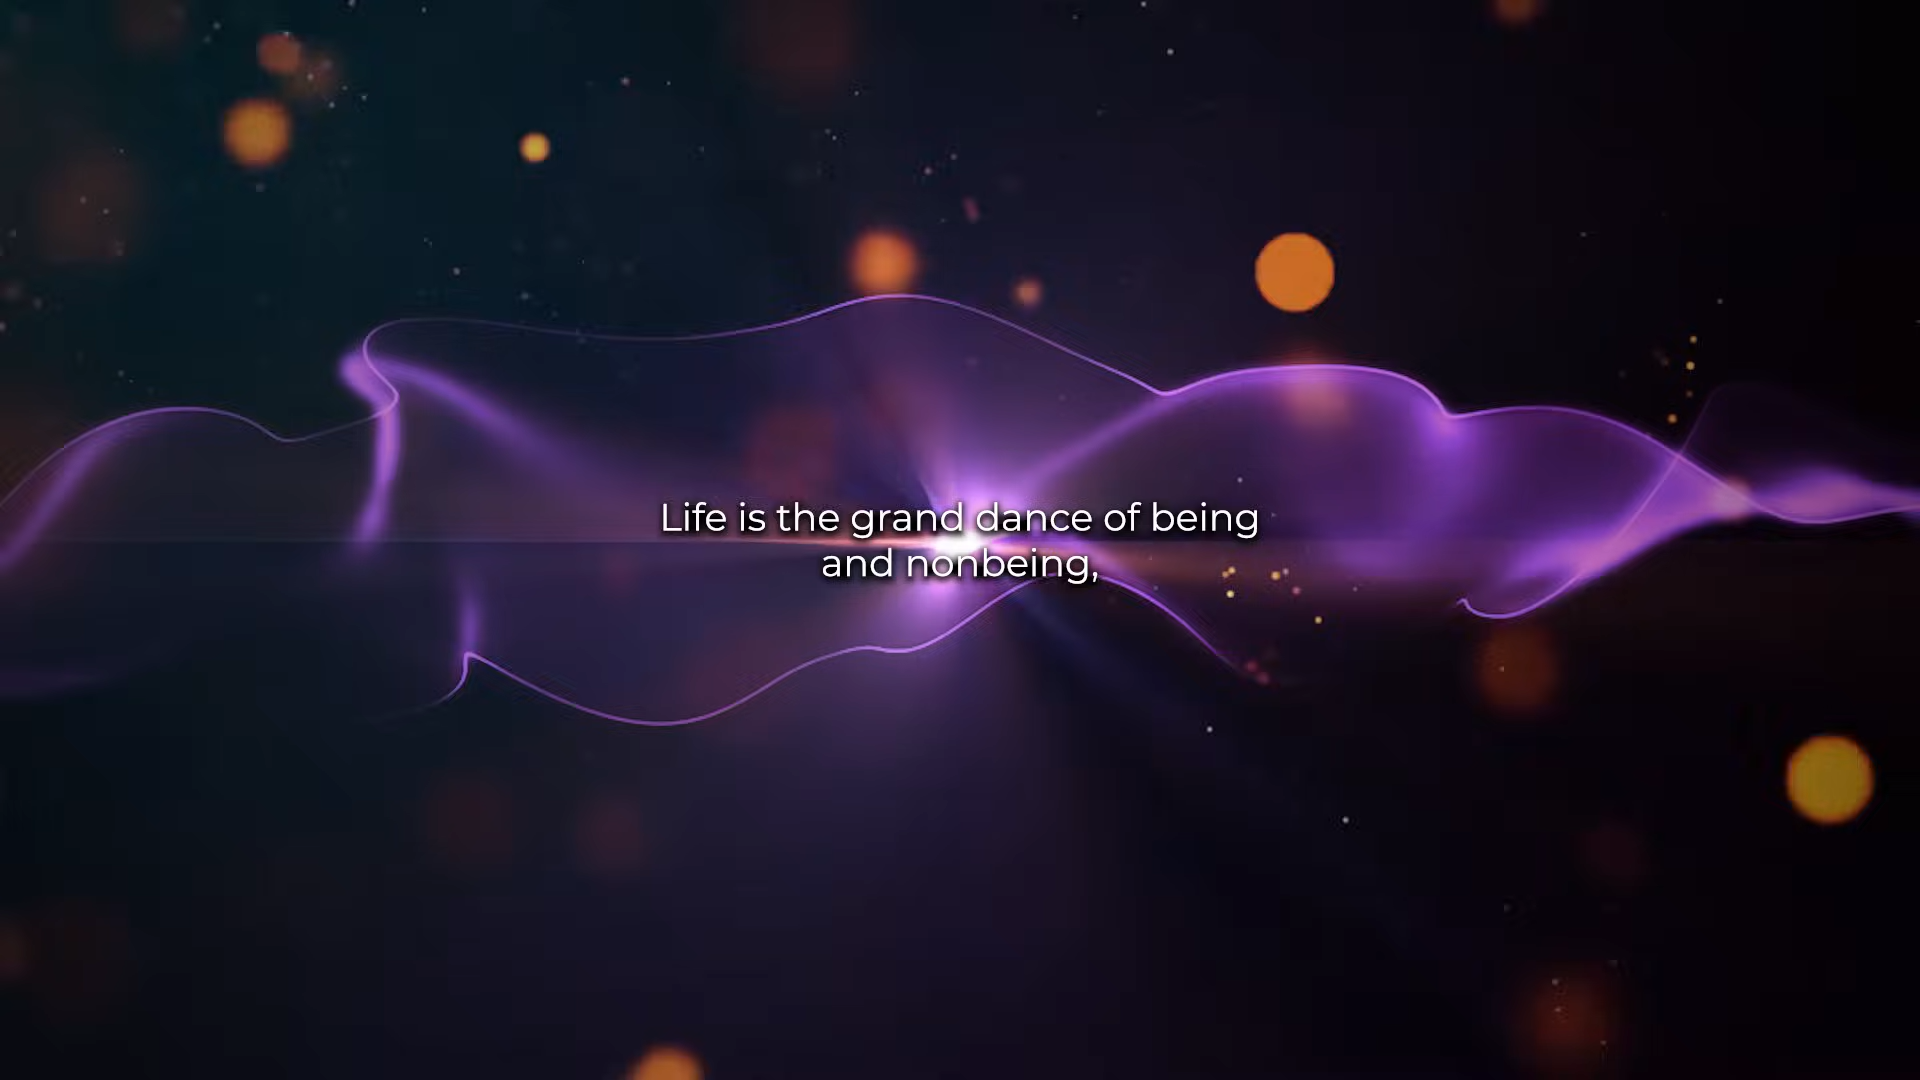 Life is the grand dance of being
and nonbeing,